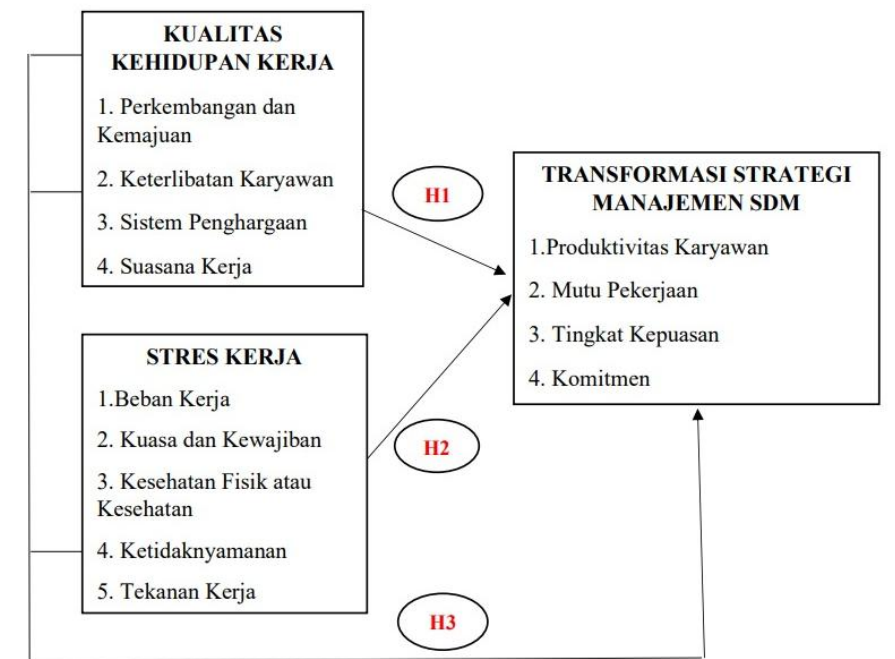 KUALITAS
KEHIDUPAN KERJA
1. Perkembangan dan
Kemajuan
2. Keterlibatan Karyawan
3. Sistem Penghargaan
4. Suasana Kerja
H1
TRANSFORMASI STRATEGI
MANAJEMEN SDM
1.Produktivitas Karyawan
2. Mutu Pekerjaan
3. Tingkat Kepuasan
4. Komitmen
STRES KERJA
1.Beban Kerja
2. Kuasa dan Kewajiban
3. Kesehatan Fisik atau
Kesehatan
4. Ketidaknyamanan
5. Tekanan Kerja
H2
H3